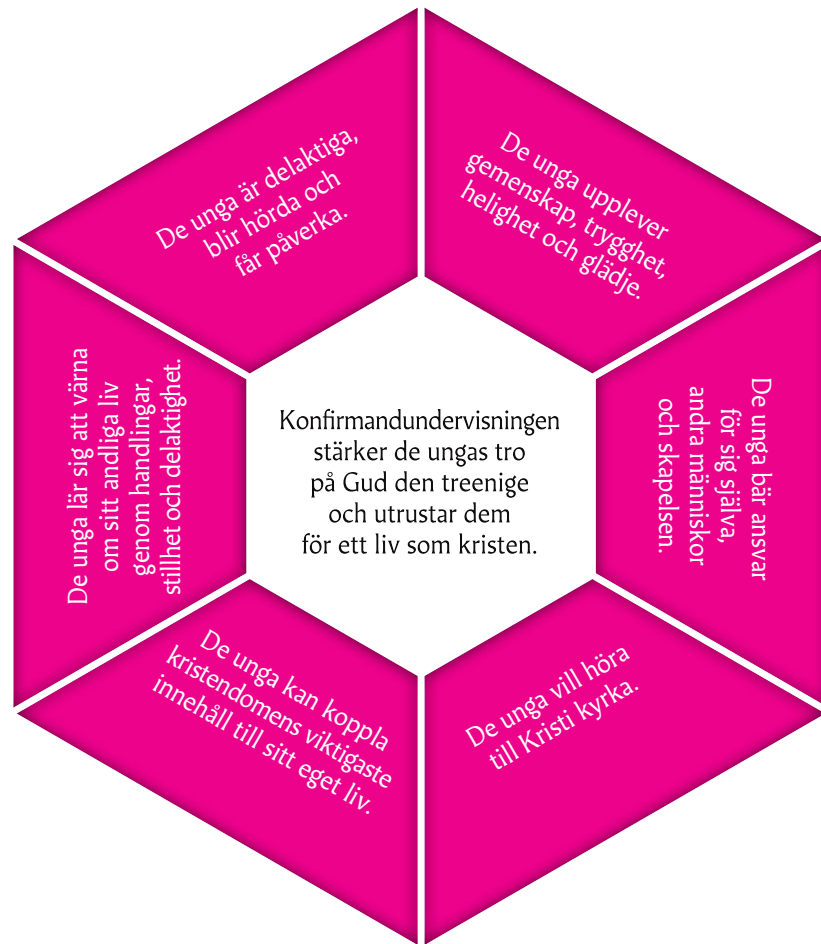 De unga är delaktiga,
blir hörda och
får påverka.
De unga upplever
gemenskap, trygghet,
helighet och glädje.
De unga bär ansvar
för sig själva,
andra människor
och skapelsen.
De unga vill höra
till Kristi kyrka.
De unga kan koppla
kristendomens viktigaste
innehåll till sitt eget liv.
De unga lär sig att värna
om sitt andliga liv
genom handlingar,
stillhet och delaktighet.
Konfirmandundervisningen
stärker de ungas tro
på Gud den treenige
och utrustar dem
för ett liv som kristen.